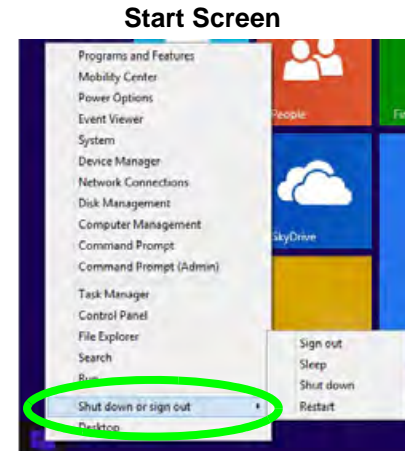 Start Screen
Programs and Features
Mobility Center
Power Options
Event Viewer
System
Device Manager
Network Connections
Disk Management
Computer Management
Command Prompt
Command Prompt (Admin)
Task Manager
Control Panel
File Explorer
Search
Run
Shut down or sign out
Desktop
Sign out
Sleep
Shut down
Restart
People
SkyDrive